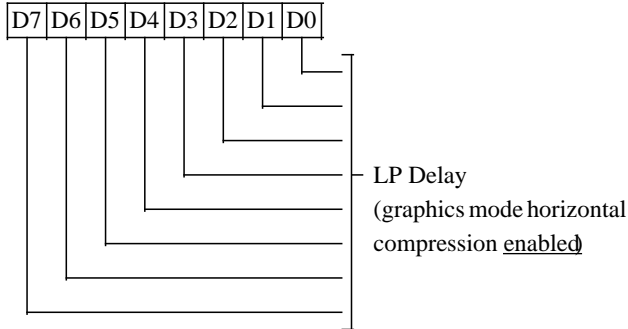 D7 D6 D5 D4 D3 D2 D1 D0
LP Delay
(graphics mode horizontal
compression enabled)